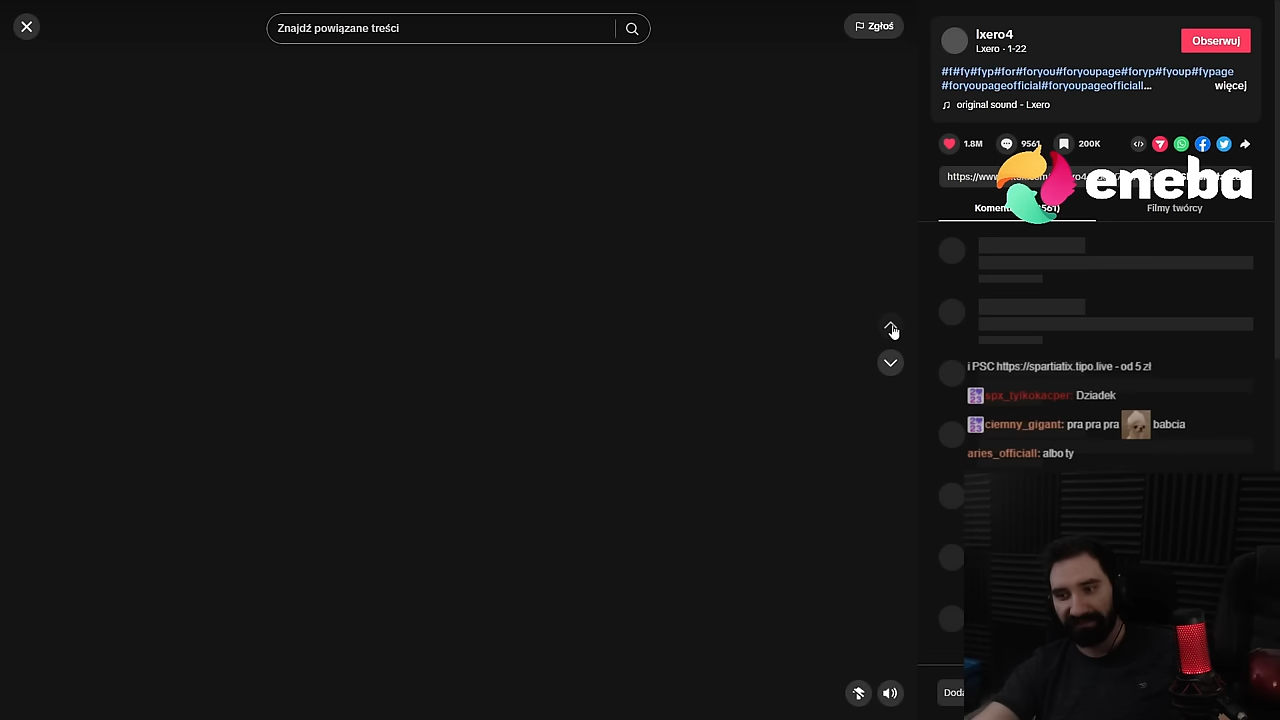 Znajdź powiązane treści
Zgłoś
lxero4
Lxero · 1-22
Obserwuj
#f#fy#fyp#for#foryou#foryoupage#foryp#fyoup#fypage
#foryoupageofficial#foryoupageofficiall...
więcej
original sound - Lxero
1.8M
9561
200K
https://www
eneba
Filmy twórcy
i PSC https://spartiatix.tipo.live - od 5 zł
spx_tylkokacper: Dziadek
ciemny_gigant: pra pra pra babcia
aries_officiall: albo ty